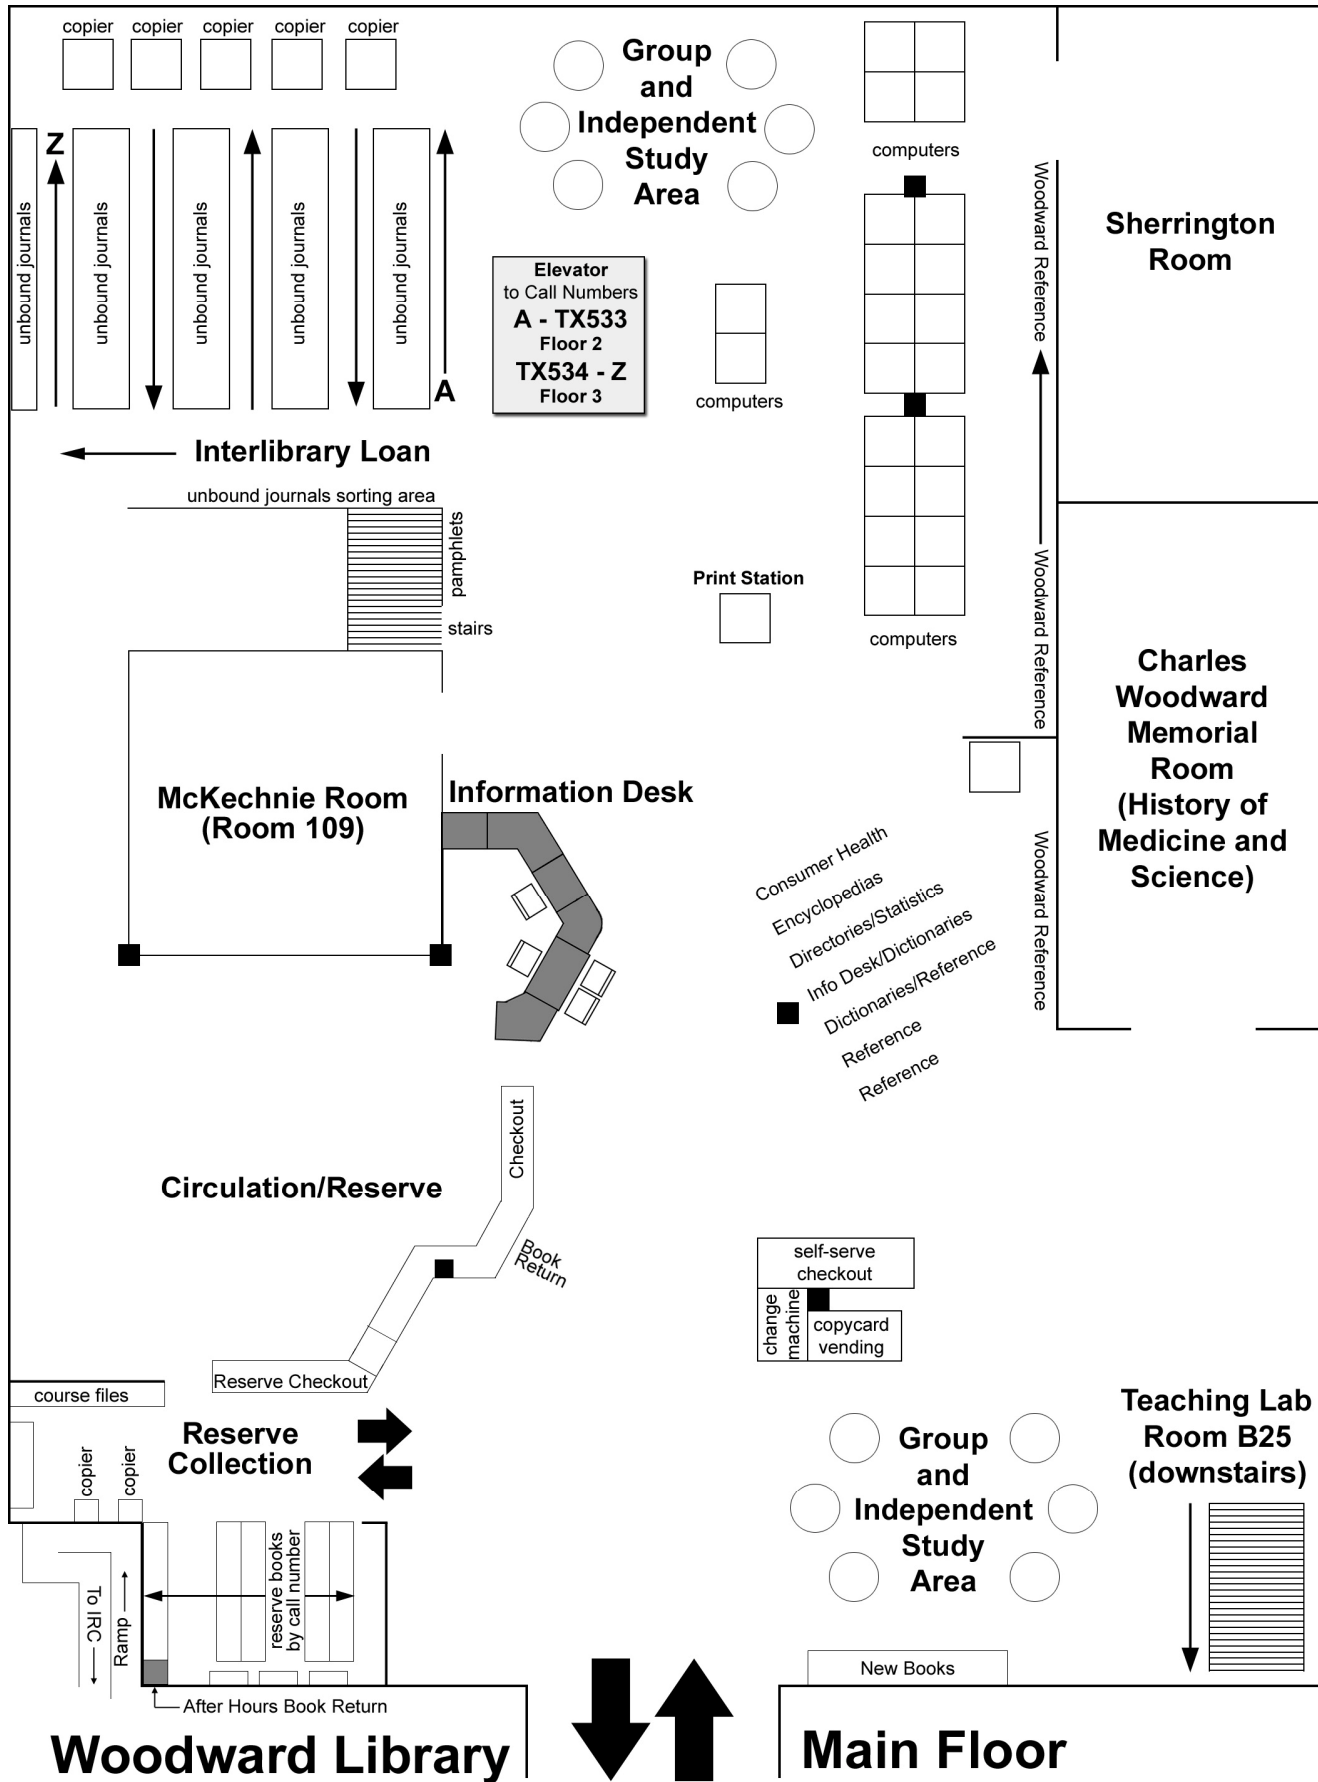 copier
copier
copier
copier
copier
Group
and
Independent
Study
Area
computers
Z
unbound journals
unbound journals
unbound journals
unbound journals
unbound journals
A
Elevator
to Call Numbers
A - TX533
Floor 2
TX534 - Z
Floor 3
computers
Woodward Reference
Sherrington
Room
Interlibrary Loan
unbound journals sorting area
pamphlets
stairs
Print Station
computers
Woodward Reference
Charles
Woodward
Memorial
Room
(History of
Medicine and
Science)
McKechnie Room
(Room 109)
Information Desk
Consumer Health
Encyclopedias
Directories/Statistics
Info Desk/Dictionaries
Dictionaries/Reference
Reference
Reference
Woodward Reference
Checkout
Circulation/Reserve
Book
Return
self-serve
checkout
change
machine
copycard
vending
Reserve Checkout
course files
Reserve
Collection
copier
copier
Group
and
Independent
Study
Area
Teaching Lab
Room B25
(downstairs)
To IRC
Ramp
reserve books
by call number
New Books
After Hours Book Return
Woodward Library
Main Floor